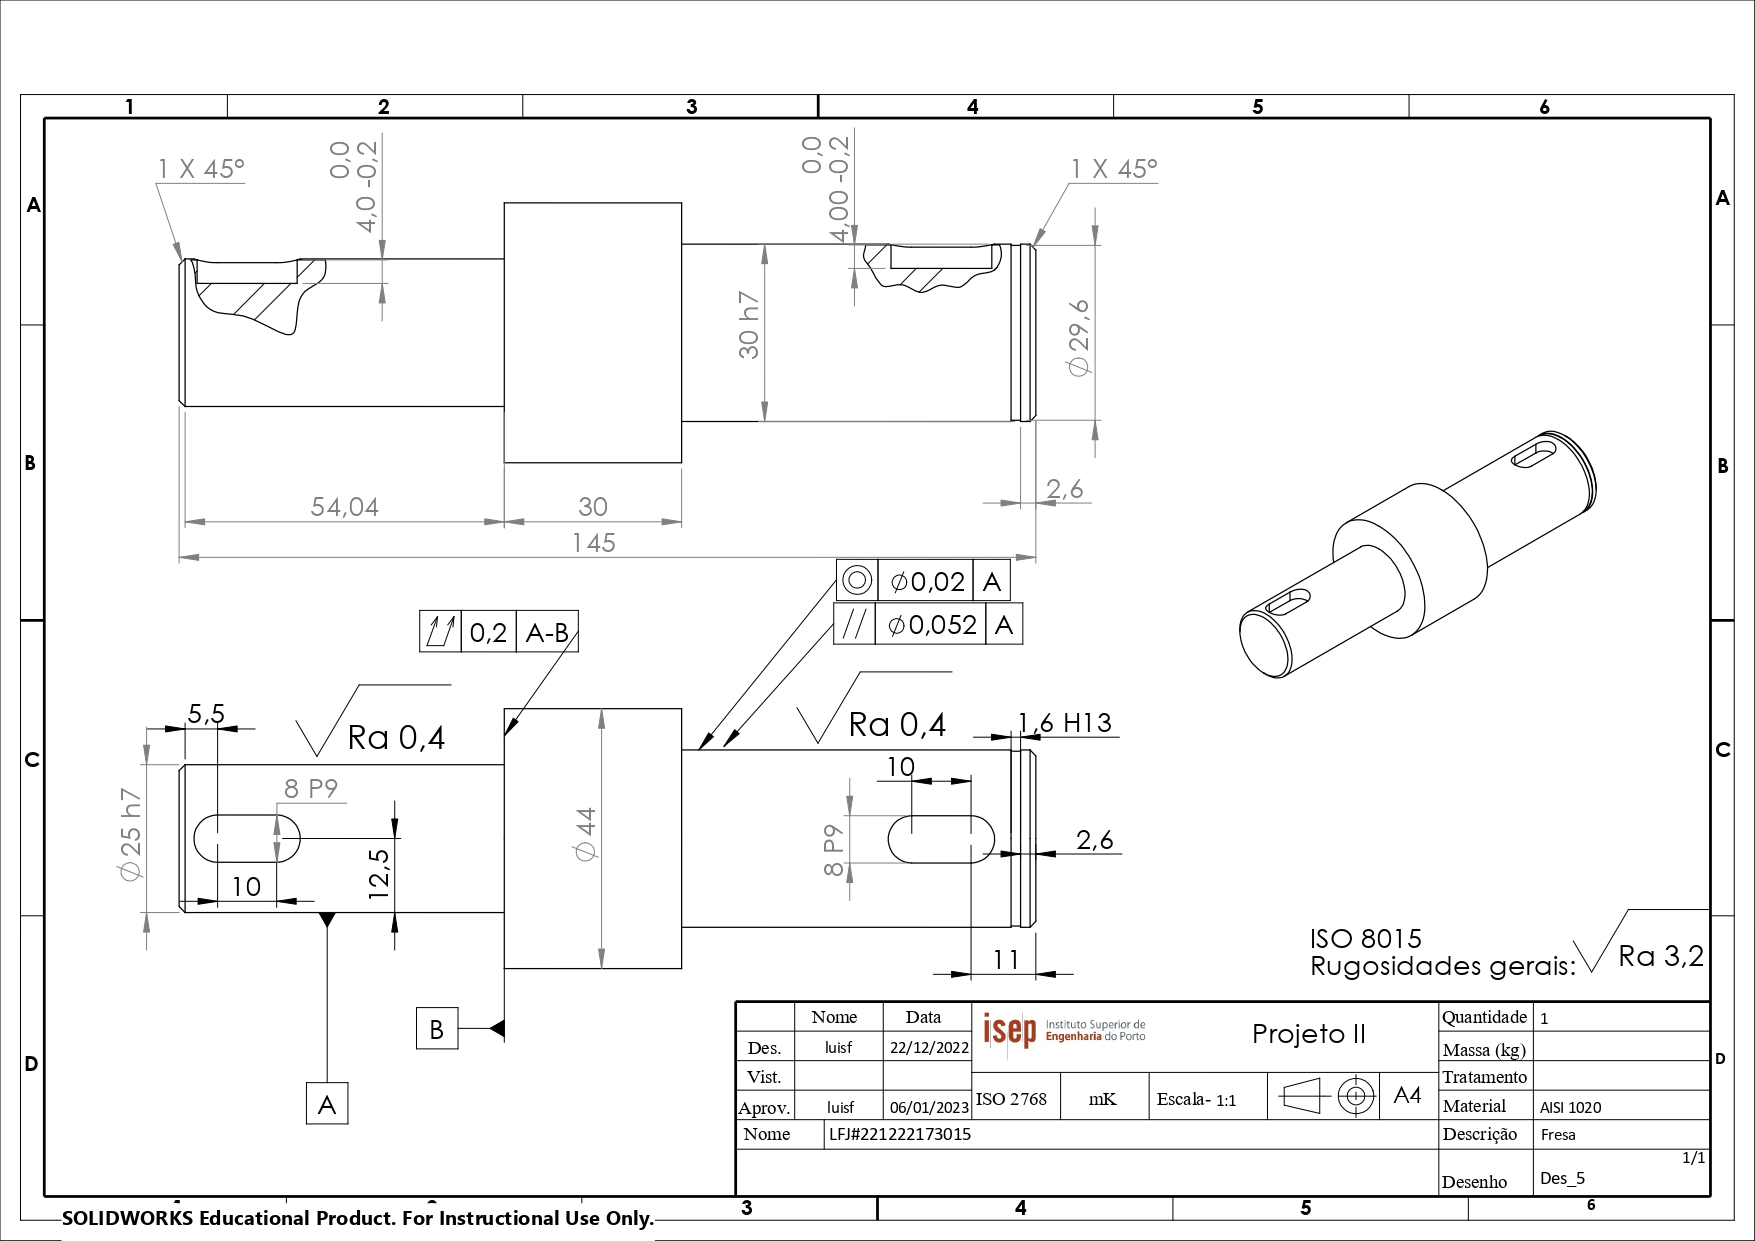 1 2 3 4 5 6
A
A
B
B
C
C
D
D
1 X 45°
0,0
4,0 -0,2
0,0
4,00 -0,2
1 X 45°
30 h7
∅29,6
54,04
30
2,6
145
∅0,02 A
∅0,052 A
0,2 A-B
5,5
Ra 0,4
Ra 0,4
1,6 H13
8 P9
10
∅25 h7
12,5
10
∅44
8 P9
2,6
11
B
A
ISO 8015
Rugosidades gerais: Ra 3,2
Nome Data
Des. luisf 22/12/2022
Vist.
Aprov. luisf 06/01/2023
isep Instituto Superior de
Engenharia do Porto
Projeto II
ISO 2768 mK Escala- 1:1 A4
Nome LFJ#221222173015
Quantidade 1
Massa (kg)
Tratamento
Material AISI 1020
Descrição Fresa
1/1
Desenho Des_5
3 4 5 6
SOLIDWORKS Educational Product. For Instructional Use Only.